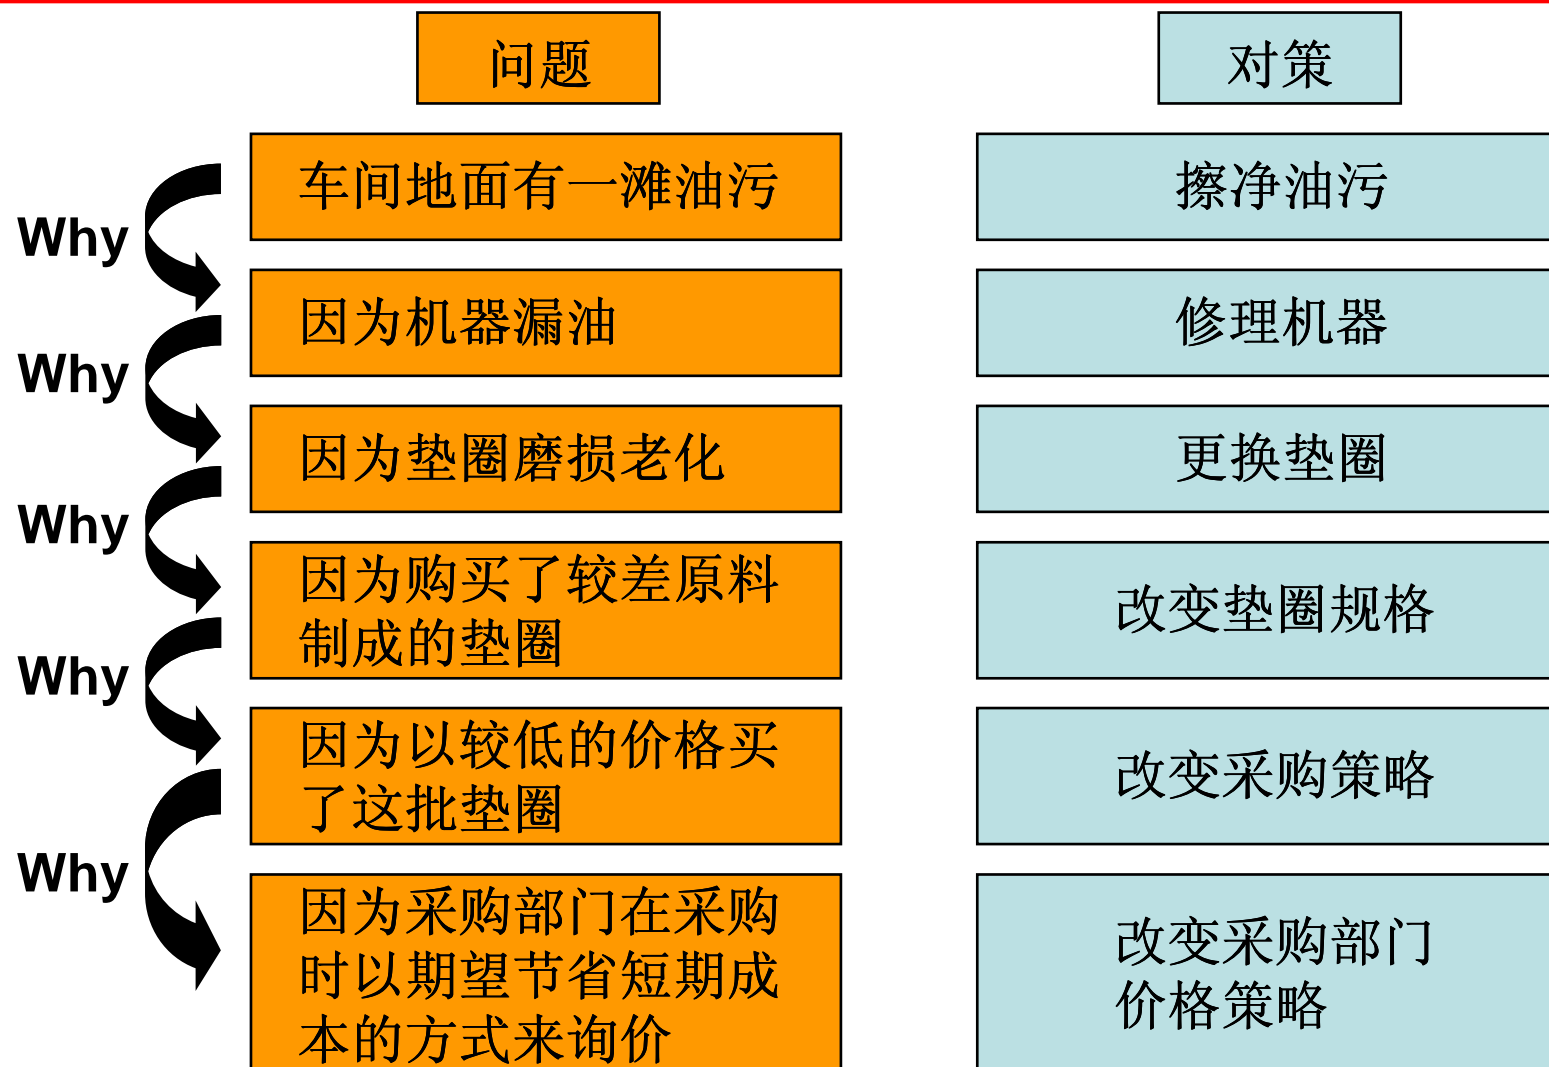 问题
对策
车间地面有一滩油污
擦净油污
Why
因为机器漏油
修理机器
Why
因为垫圈磨损老化
更换垫圈
Why
因为购买了较差原料
制成的垫圈
改变垫圈规格
Why
因为以较低的价格买
了这批垫圈
改变采购策略
Why
因为采购部门在采购
时以期望节省短期成
本的方式来询价
改变采购部门
价格策略